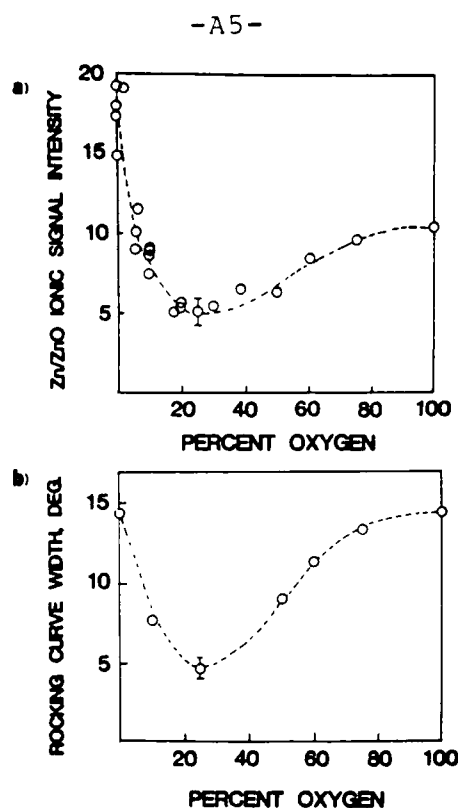 -A5-
a)
Zn/ZnO IONIC SIGNAL INTENSITY
20
15
10
5
20 40 60 80 100
PERCENT OXYGEN
b)
ROCKING CURVE WIDTH, DEG.
15
10
5
20 40 60 80 100
PERCENT OXYGEN